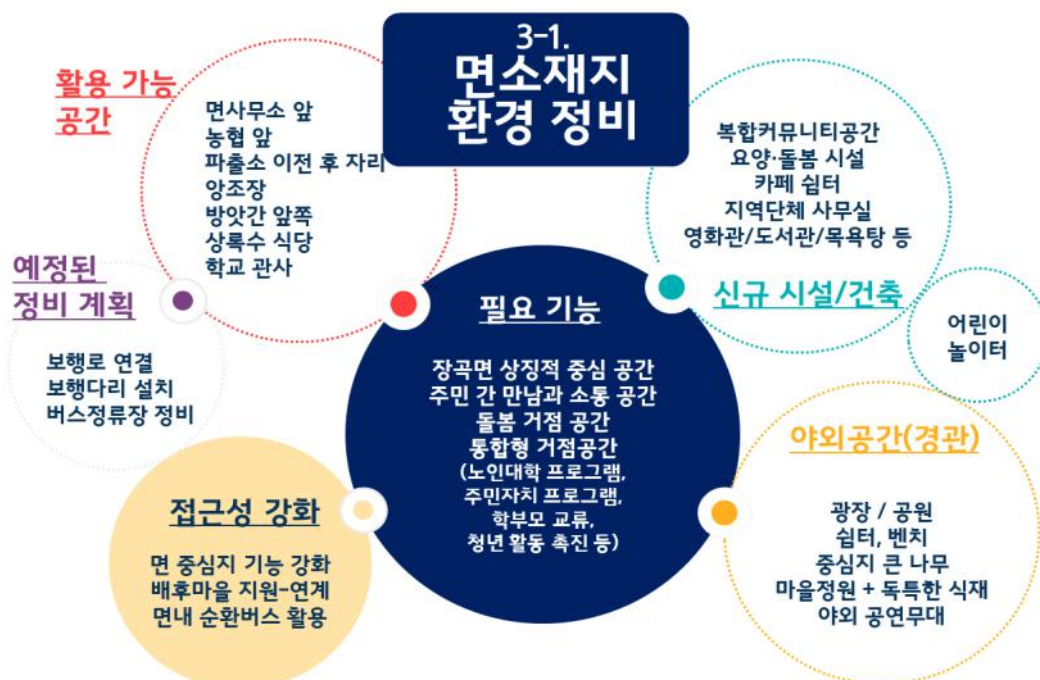 3-1.
면소재지
환경 정비
활용 가능
공간
면사무소 앞
농협 앞
파출소 이전 후 자리
앙조장
방앗간 앞쪽
상록수 식당
학교 관사
예정된
정비 계획
보행로 연결
보행다리 설치
버스정류장 정비
접근성 강화
면 중심지 기능 강화
배후마을 지원-연계
면내 순환버스 활용
필요 기능
장곡면 상징적 중심 공간
주민 간 만남과 소통 공간
돌봄 거점 공간
통합형 거점공간
(노인대학 프로그램,
주민자치 프로그램,
학부모 교류,
청년 활동 촉진 등)
복합커뮤니티공간
요양·돌봄 시설
카페 쉼터
지역단체 사무실
영화관/도서관/목욕탕 등
신규 시설/건축
어린이
놀이터
야외공간(경관)
광장 / 공원
쉼터, 벤치
중심지 큰 나무
마을정원 + 독특한 식재
야외 공연무대